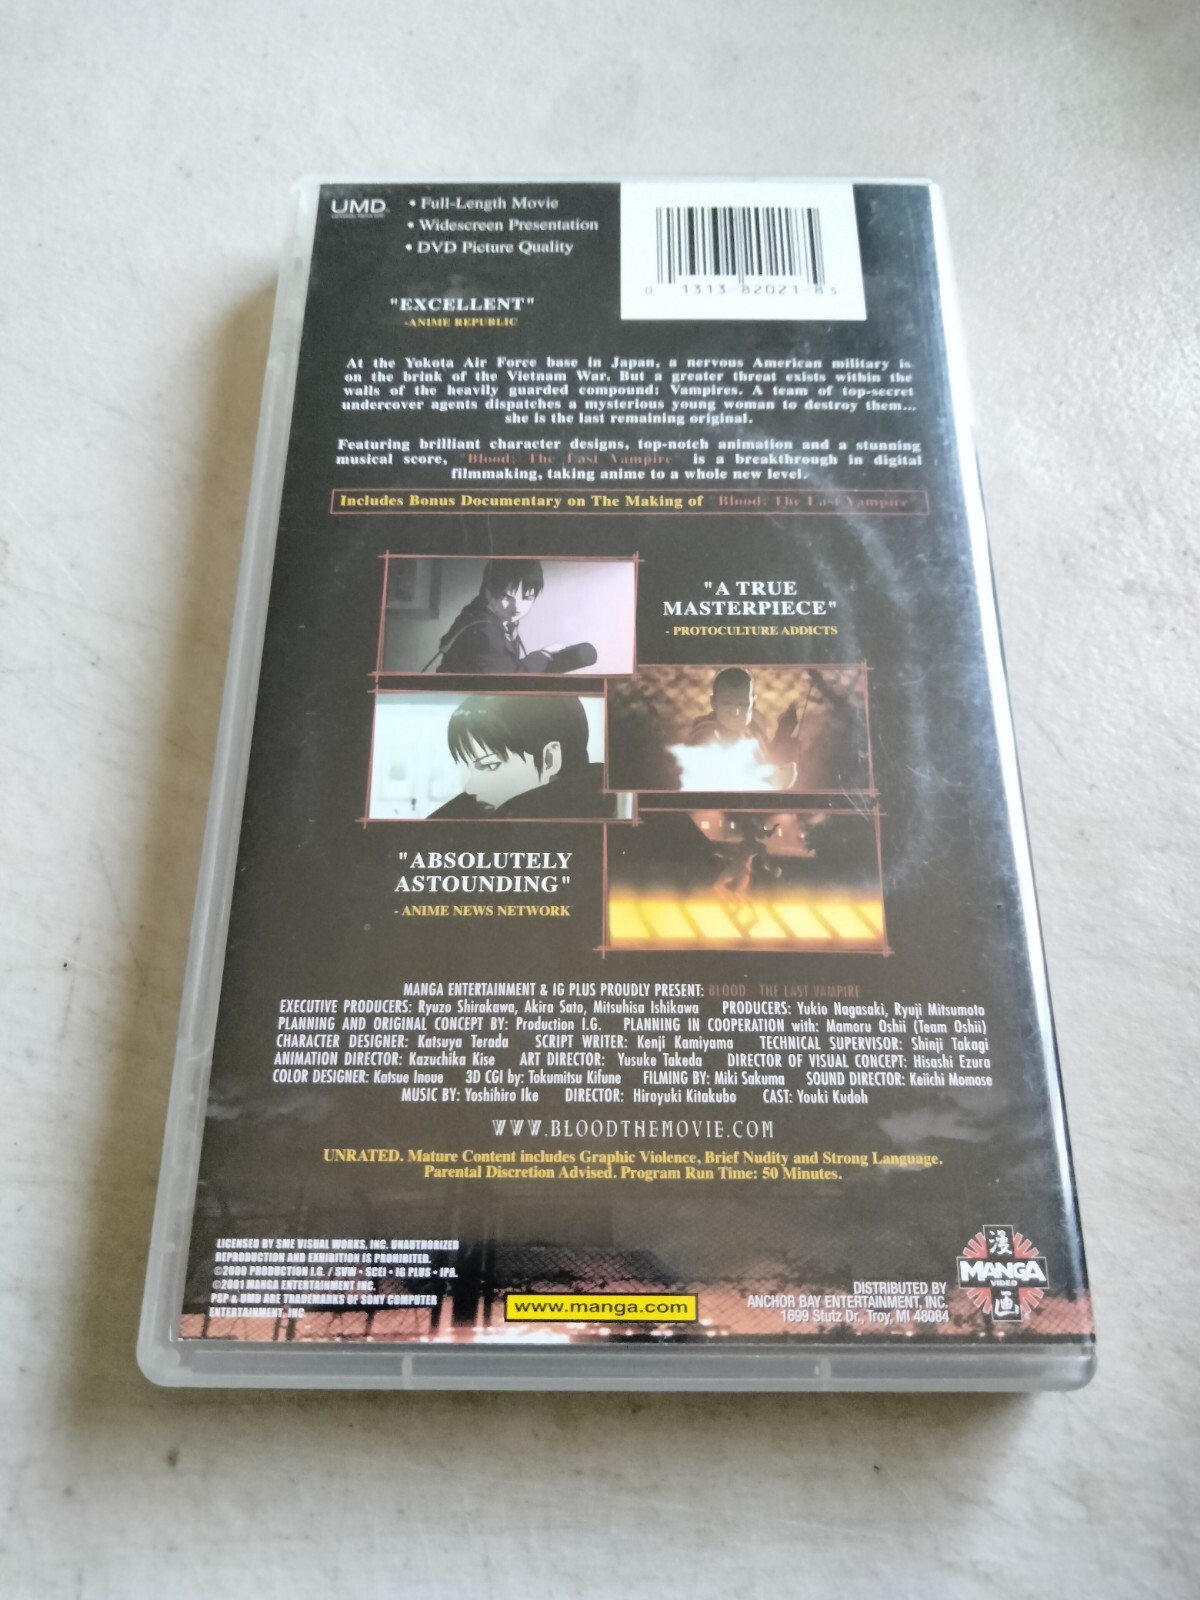 UMD
• Full-Length Movie
• Widescreen Presentation
• DVD Picture Quality
0 1313-82021-8 5
"EXCELLENT"
-ANIME REPUBLIC
At the Yokota Air Force base in Japan, a nervous American military is
on the brink of the Vietnam War. But a greater threat exists within the
walls of the heavily guarded compound: Vampires. A team of top-secret
undercover agents dispatches a mysterious young woman to destroy them...
she is the last remaining original.
Featuring brilliant character designs, top-notch animation and a stunning
musical score, "Blood: The Last Vampire" is a breakthrough in digital
filmmaking, taking anime to a whole new level.
Includes Bonus Documentary on The Making of "Blood: The Last Vampire"
"A TRUE
MASTERPIECE"
- PROTOCULTURE ADDICTS
"ABSOLUTELY
ASTOUNDING"
- ANIME NEWS NETWORK
MANGA ENTERTAINMENT & IG PLUS PROUDLY PRESENT: BLOOD THE LAST VAMPIRE
EXECUTIVE PRODUCERS: Ryuzo Shirakawa, Akira Sato, Mitsuhisa Ishikawa PRODUCERS: Yukio Nagasaki, Ryuji Mitsumoto
PLANNING AND ORIGINAL CONCEPT BY: Production I.G. PLANNING IN COOPERATION with: Mamoru Oshii (Team Oshii)
CHARACTER DESIGNER: Katsuya Terada SCRIPT WRITER: Kenji Kamiyama TECHNICAL SUPERVISOR: Shinji Takagi
ANIMATION DIRECTOR: Kazuchika Kise ART DIRECTOR: Yusuke Takeda DIRECTOR OF VISUAL CONCEPT: Hisashi Ezura
COLOR DESIGNER: Katsue Inoue 3D CGI by: Tokumitsu Kifune FILMING BY: Miki Sakuma SOUND DIRECTOR: Keiichi Momose
MUSIC BY: Yoshihiro Ike DIRECTOR: Hiroyuki Kitakubo CAST: Youki Kudoh
WWW.BLOODTHEMOVIE.COM
UNRATED. Mature Content includes Graphic Violence, Brief Nudity and Strong Language,
Parental Discretion Advised. Program Run Time: 50 Minutes.
LICENSED BY SME VISUAL WORKS, INC. UNAUTHORIZED
REPRODUCTION AND EXHIBITION IS PROHIBITED.
©2000 PRODUCTION I.G. / SVW • SCEI • IG PLUS • IPA.
©2001 MANGA ENTERTAINMENT INC.
PSP & UMD ARE TRADEMARKS OF SONY COMPUTER
ENTERTAINMENT, INC
www.manga.com
DISTRIBUTED BY
ANCHOR BAY ENTERTAINMENT, INC.
1699 Stutz Dr., Troy, MI 48084
漫
MANGA
VIDEO
画